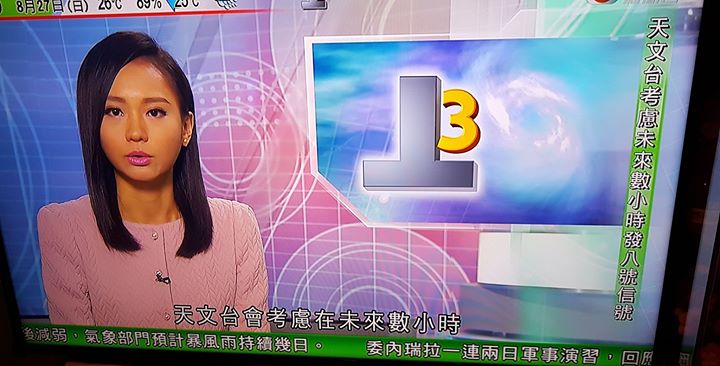 8月27日(日) 26℃ 89% 25℃
3
天文台考慮未來數小時發八號信號
天文台會考慮在未來數小時
後減弱，氣象部門預計暴風雨持續幾日。 委內瑞拉一連兩日軍事演習，回應